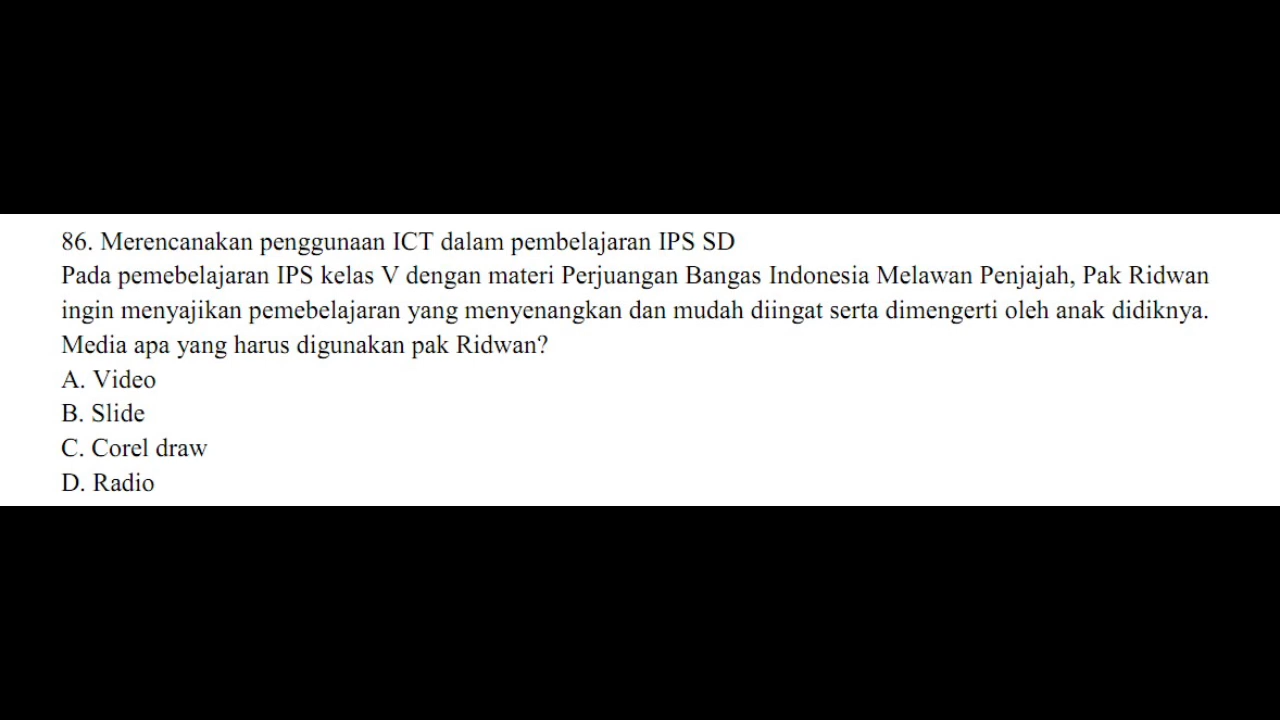 86. Merencanakan penggunaan ICT dalam pembelajaran IPS SD
Pada pemebelajaran IPS kelas V dengan materi Perjuangan Bangas Indonesia Melawan Penjajah, Pak Ridwan
ingin menyajikan pemebelajaran yang menyenangkan dan mudah diingat serta dimengerti oleh anak didiknya.
Media apa yang harus digunakan pak Ridwan?
A. Video
B. Slide
C. Corel draw
D. Radio